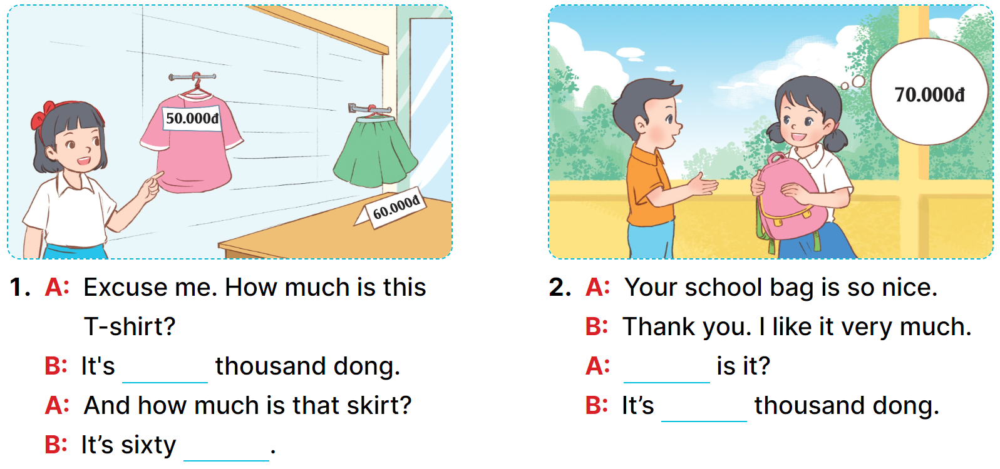 50.000đ
60.000đ
70.000đ
1. A: Excuse me. How much is this
T-shirt?
B: It's ______ thousand dong.
A: And how much is that skirt?
B: It’s sixty ______.
2. A: Your school bag is so nice.
B: Thank you. I like it very much.
A: ______ is it?
B: It’s ______ thousand dong.